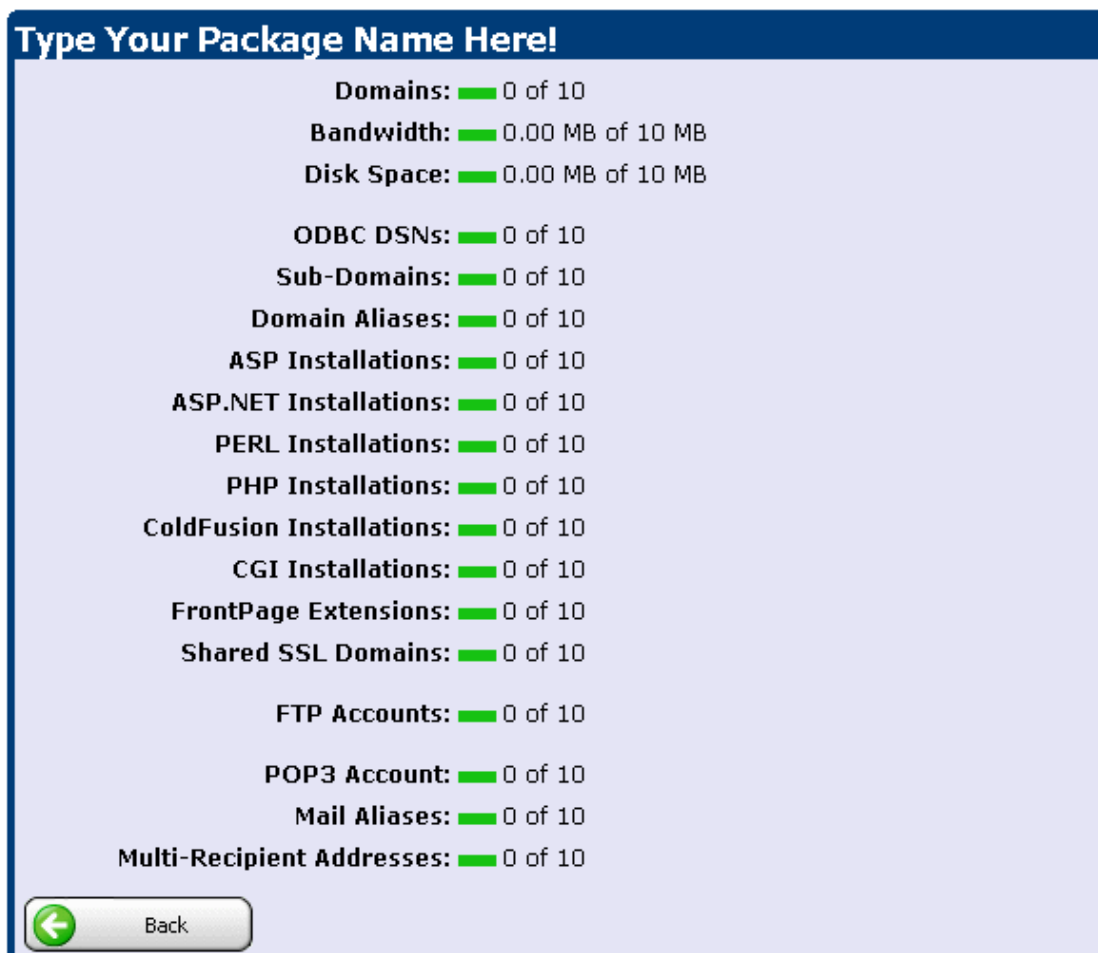 Type Your Package Name Here!
Domains: 0 of 10
Bandwidth: 0.00 MB of 10 MB
Disk Space: 0.00 MB of 10 MB
ODBC DSNs: 0 of 10
Sub-Domains: 0 of 10
Domain Aliases: 0 of 10
ASP Installations: 0 of 10
ASP.NET Installations: 0 of 10
PERL Installations: 0 of 10
PHP Installations: 0 of 10
ColdFusion Installations: 0 of 10
CGI Installations: 0 of 10
FrontPage Extensions: 0 of 10
Shared SSL Domains: 0 of 10
FTP Accounts: 0 of 10
POP3 Account: 0 of 10
Mail Aliases: 0 of 10
Multi-Recipient Addresses: 0 of 10
Back